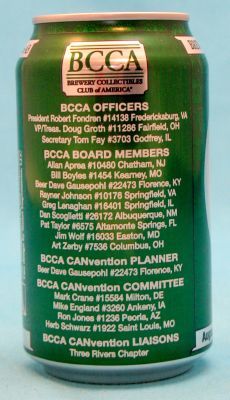 BCCA
BREWERY COLLECTIBLES
CLUB OF AMERICA
BCCA OFFICERS
President Robert Fondren #14138 Fredericksburg, VA
VP/Treas. Doug Groth #11286 Fairfield, OH
Secretary Tom Fay #3703 Godfrey, IL
BCCA BOARD MEMBERS
Allan Aprea #10480 Chatham, NJ
Bill Boyles #1454 Kearney, MO
Beer Dave Gausepohl #22473 Florence, KY
Rayner Johnson #10176 Springfield, VA
Greg Lenaghan #16401 Springfield, IL
Dan Scoglietti #26172 Albuquerque, NM
Pat Taylor #6575 Altamonte Springs, FL
Jim Wolf #16033 Easton, MD
Art Zerby #7536 Columbus, OH
BCCA CANvention PLANNER
Beer Dave Gausepohl #22473 Florence, KY
BCCA CANvention COMMITTEE
Mark Crane #15584 Milton, DE
Mike England #3260 Ankeny, IA
Ron Jones #1236 Peoria, AZ
Herb Schwarz #1922 Saint Louis, MO
BCCA CANvention LIAISONS
Three Rivers Chapter